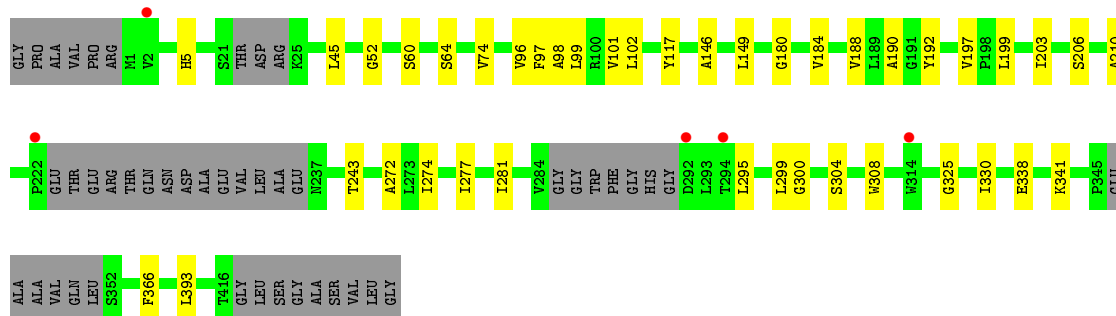 GLY PRO ALA VAL PRO ARG M1 V2 H5 S21 THR ASP ARG K25 L45 G52 S60 S64 V74 V96 F97 A98 L99 R100 V101 L102 Y117 A146 L149 G180 V184 V188 L189 A190 G191 Y192 V197 P198 L199 I203 S206
P222 GLU THR GLU ARG THR GLN ASN ASP ALA GLU VAL LEU ALA GLU N237 T243 A272 L273 I274 I277 I281 V284 GLY GLY TRP PHE GLY HIS GLY D292 L293 T294 L295 L299 G300 S304 W308 W314 G325 I330 E338 K341 P345
ALA ALA VAL GLN LEU S352 F366 L393 T416 GLY LEU SER GLY ALA SER VAL LEU GLY